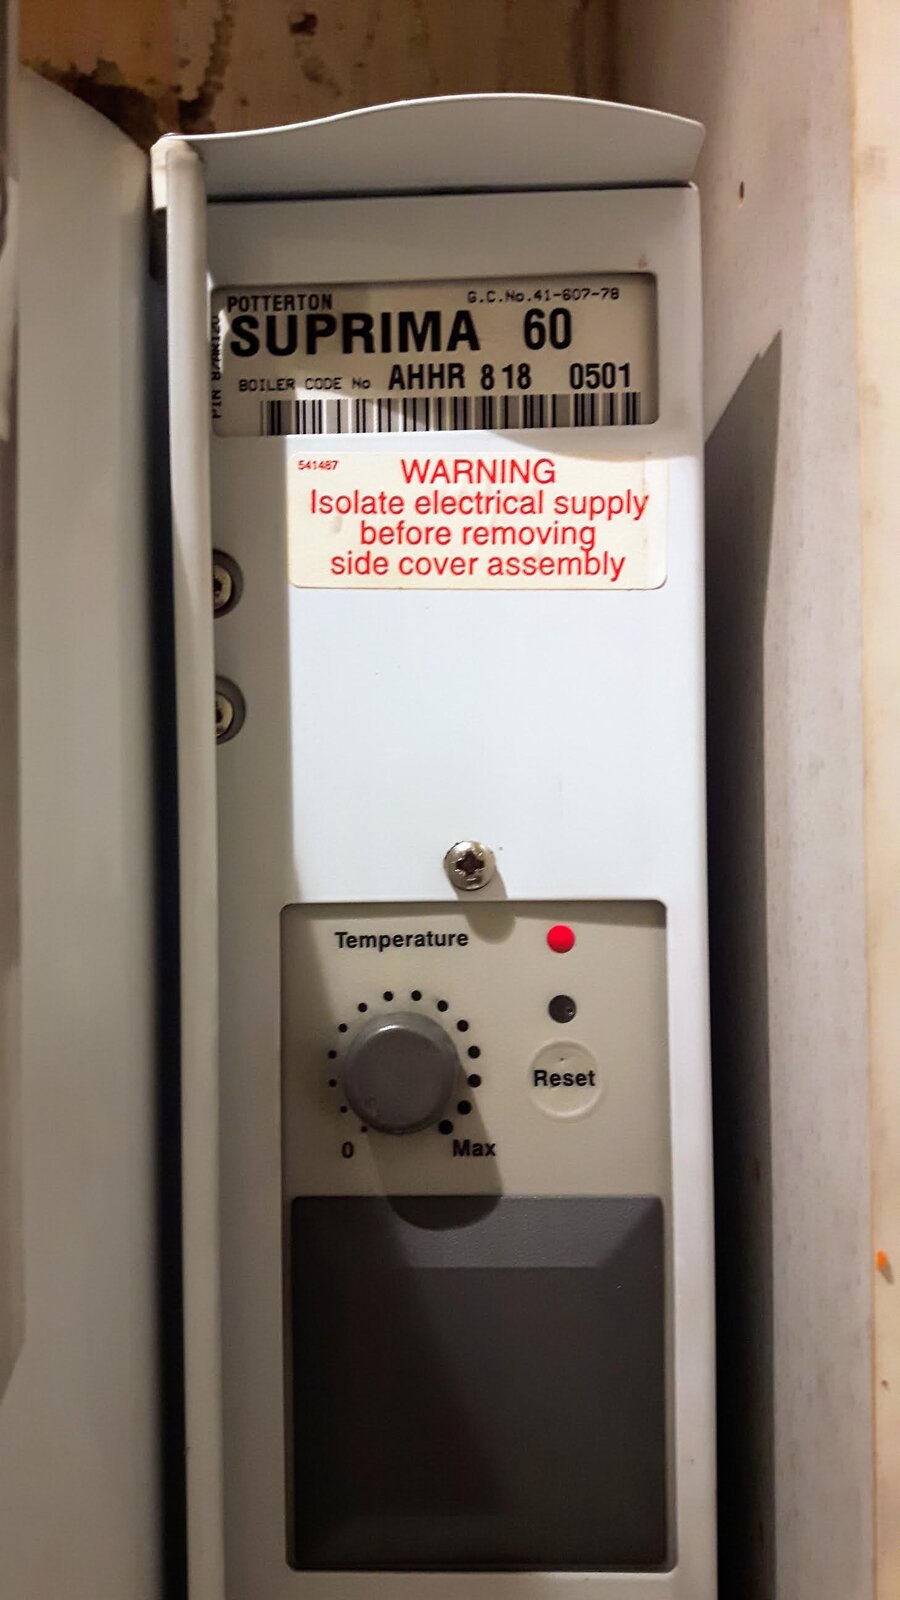 POTTERTON
G.C.No.41-607-78
SUPRIMA 60
BOILER CODE No AHHR 818 0501
541487
WARNING
Isolate electrical supply
before removing
side cover assembly
Temperature
Reset
0
Max